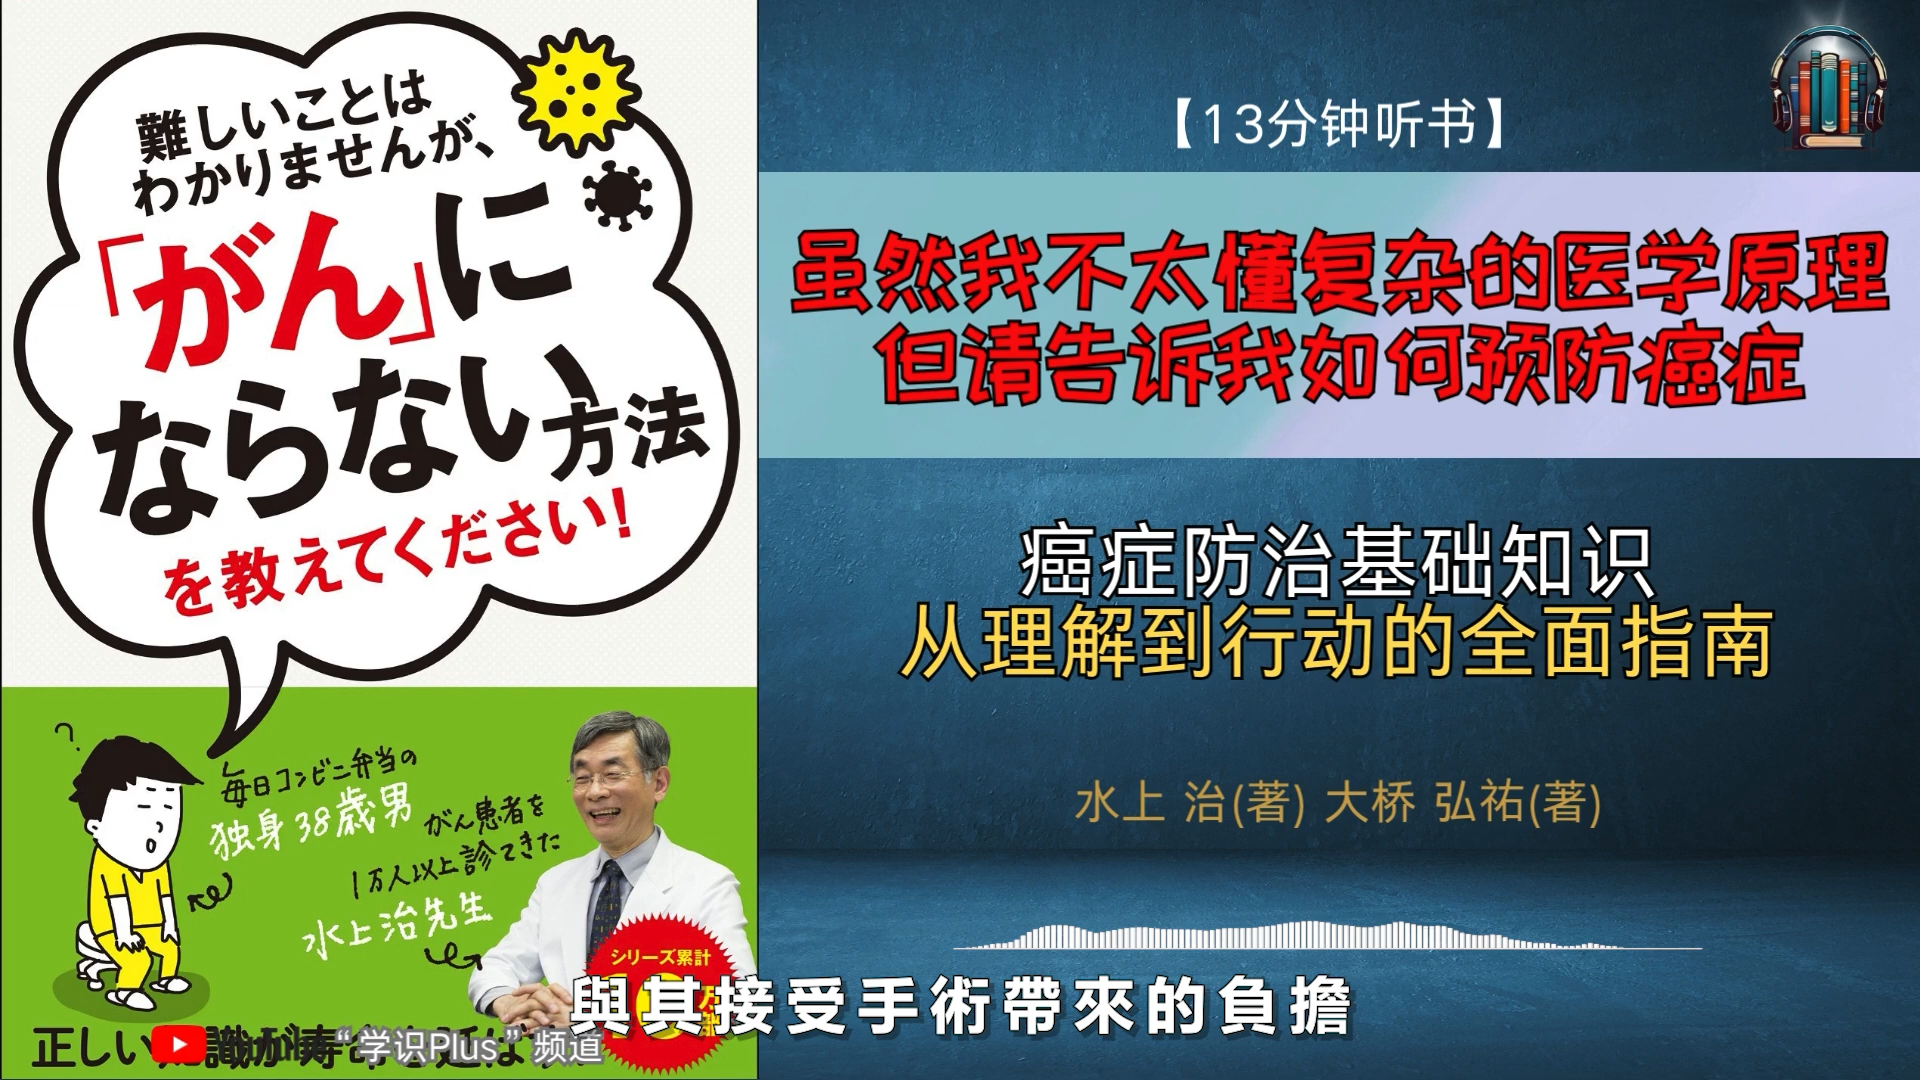 難しいことは
わかりませんが、
「がん」に
ならない方法
を教えてください!
?
毎日コンビニ弁当の
独身38歳男
がん患者を
1万人以上診てきた
水上治先生
シリーズ累計
正しい
“学识Plus”频道
【13分钟听书】
虽然我不太懂复杂的医学原理
但请告诉我如何预防癌症
癌症防治基础知识
从理解到行动的全面指南
水上 治(著) 大桥 弘祐(著)
與其接受手術帶來的負擔